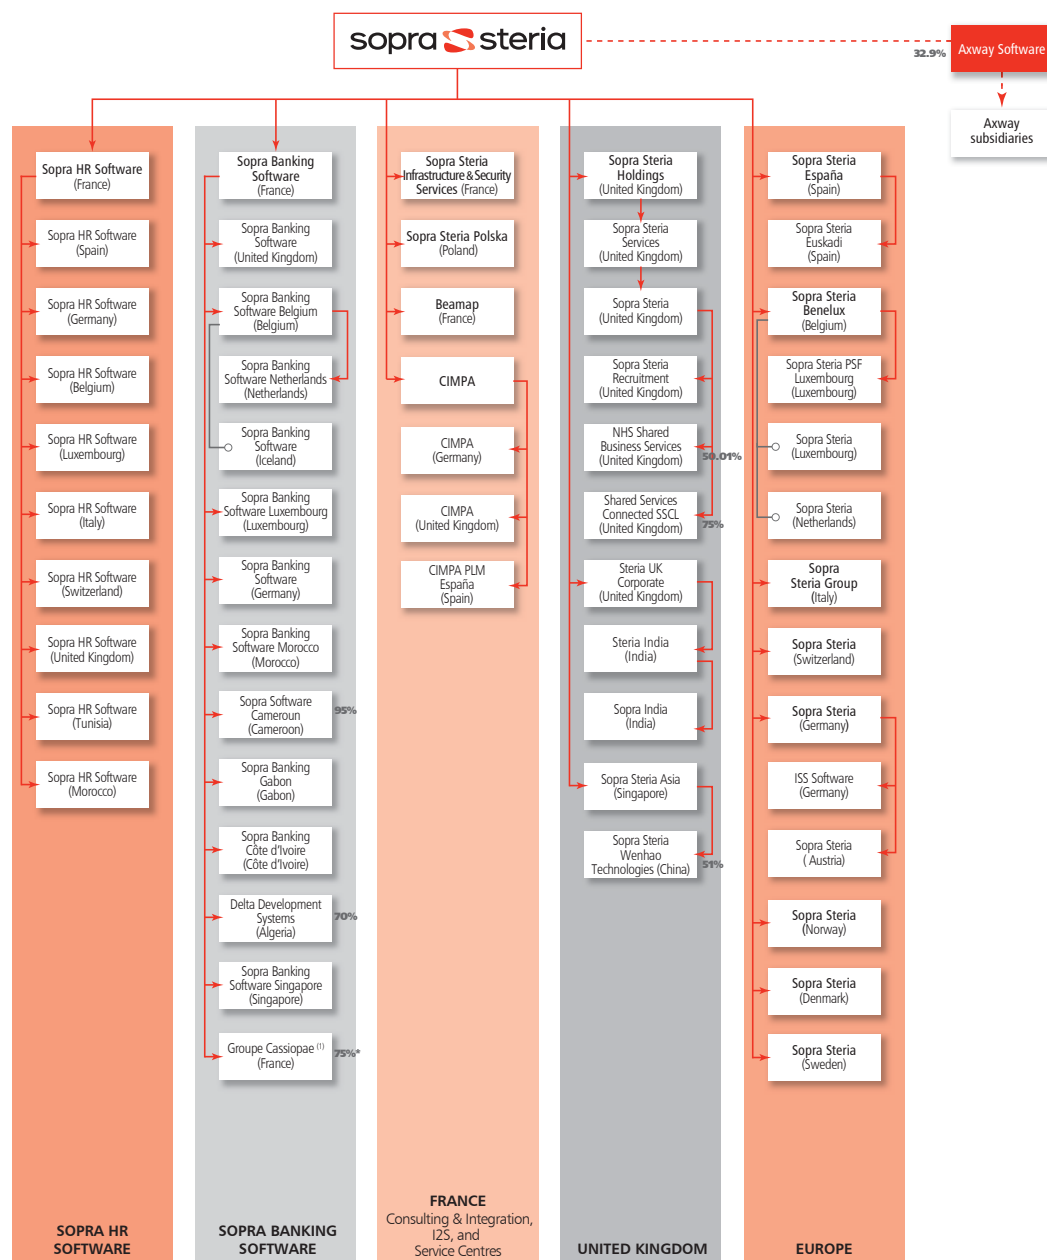 sopra steria
32.9%
Axway Software
Axway
subsidiaries
Sopra HR Software
(France)
Sopra HR Software
(Spain)
Sopra HR Software
(Germany)
Sopra HR Software
(Belgium)
Sopra HR Software
(Luxembourg)
Sopra HR Software
(Italy)
Sopra HR Software
(Switzerland)
Sopra HR Software
(United Kingdom)
Sopra HR Software
(Tunisia)
Sopra HR Software
(Morocco)
SOPRA HR
SOFTWARE
Sopra Banking
Software
(France)
Sopra Banking
Software
(United Kingdom)
Sopra Banking
Software Belgium
(Belgium)
Sopra Banking
Software Netherlands
(Netherlands)
Sopra Banking
Software
(Iceland)
Sopra Banking
Software Luxembourg
(Luxembourg)
Sopra Banking
Software
(Germany)
Sopra Banking
Software Morocco
(Morocco)
Sopra Software
Cameroun
(Cameroon)
95%
Sopra Banking
Gabon
(Gabon)
Sopra Banking
Côte d'Ivoire
(Côte d'Ivoire)
Delta Development
Systems
(Algeria)
70%
Sopra Banking
Software Singapore
(Singapore)
Groupe Cassiopae (1)
(France)
75%*
SOPRA BANKING
SOFTWARE
Sopra Steria
Infrastructure & Security
Services (France)
Sopra Steria Polska
(Poland)
Beamap
(France)
CIMPA
CIMPA
(Germany)
CIMPA
(United Kingdom)
CIMPA PLM
España
(Spain)
FRANCE
Consulting & Integration,
I2S, and
Service Centres
Sopra Steria
Holdings
(United Kingdom)
Sopra Steria
Services
(United Kingdom)
Sopra Steria
(United Kingdom)
Sopra Steria
Recruitment
(United Kingdom)
NHS Shared
Business Services
(United Kingdom)
50.01%
Shared Services
Connected SSCL
(United Kingdom)
75%
Steria UK
Corporate
(United Kingdom)
Steria India
(India)
Sopra India
(India)
Sopra Steria Asia
(Singapore)
Sopra Steria
Wenhao
Technologies (China)
51%
UNITED KINGDOM
Sopra Steria
España
(Spain)
Sopra Steria
Euskadi
(Spain)
Sopra Steria
Benelux
(Belgium)
Sopra Steria PSF
Luxembourg
(Luxembourg)
Sopra Steria
(Luxembourg)
Sopra Steria
(Netherlands)
Sopra
Steria Group
(Italy)
Sopra Steria
(Switzerland)
Sopra Steria
(Germany)
ISS Software
(Germany)
Sopra Steria
( Austria)
Sopra Steria
(Norway)
Sopra Steria
(Denmark)
Sopra Steria
(Sweden)
EUROPE